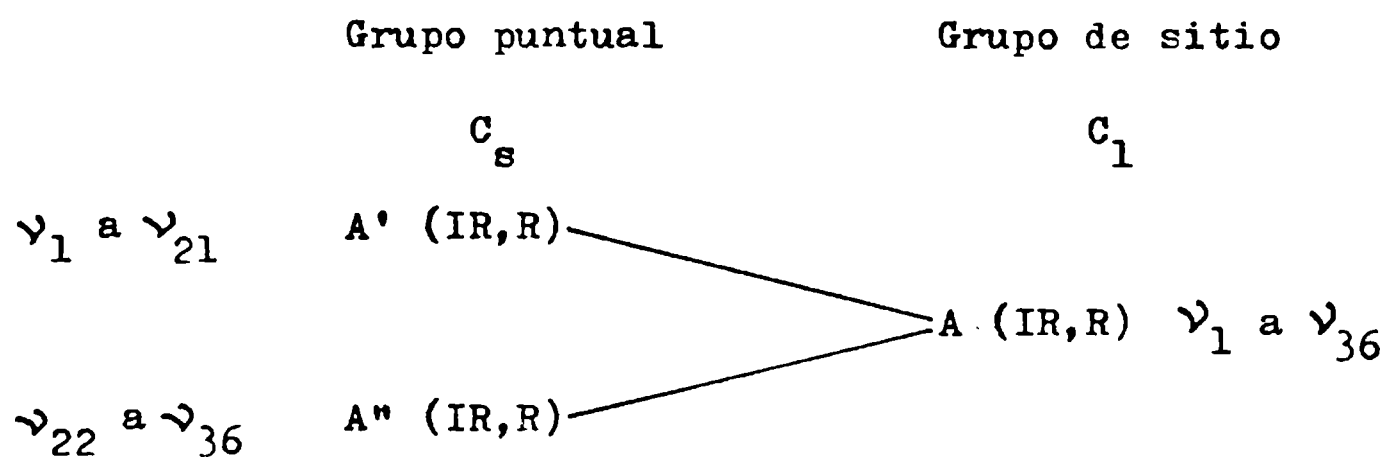 Grupo puntual Grupo de sitio
C_s C_1
ν_1 a ν_21 A' (IR,R)
A (IR,R) ν_1 a ν_36
ν_22 a ν_36 A" (IR,R)